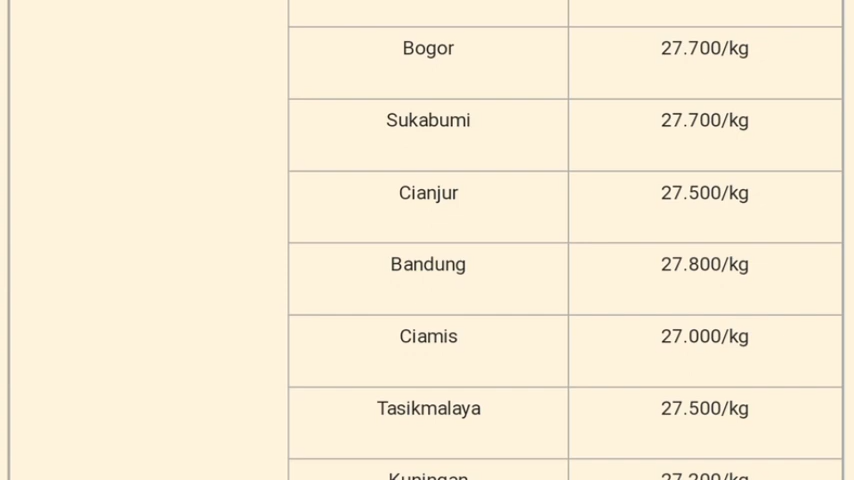 Bogor 27.700/kg
Sukabumi 27.700/kg
Cianjur 27.500/kg
Bandung 27.800/kg
Ciamis 27.000/kg
Tasikmalaya 27.500/kg
Kuningan 27.200/kg